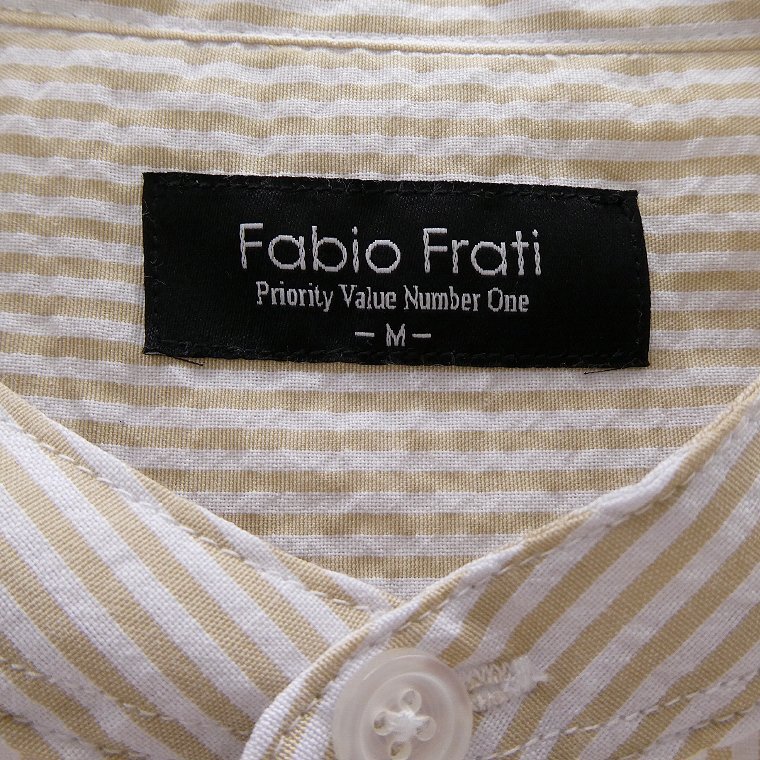 Fabio Frati
Priority Value Number One
- M -